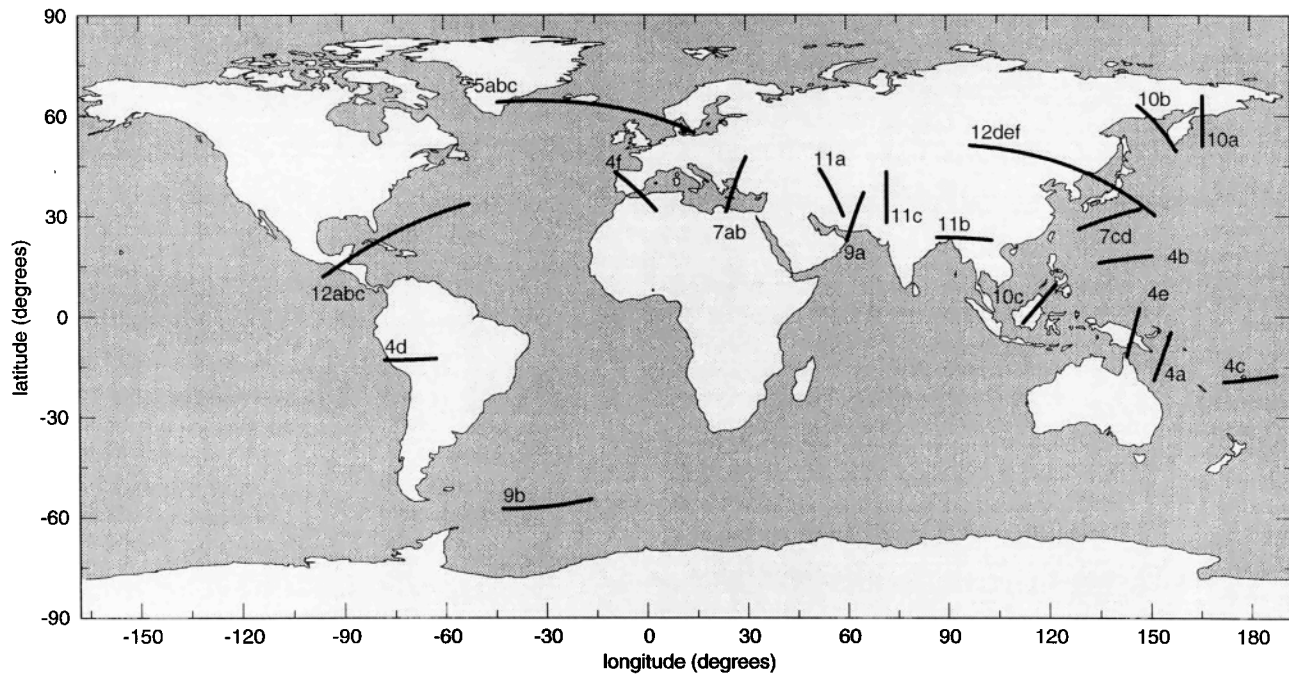 90
60
30
0
-30
-60
-90
latitude (degrees)
5abc
10b
10a
12def
4f
11a
11c
11b
7ab
9a
7cd
4b
12abc
10c
4e
4d
4a
4c
9b
-150
-120
-90
-60
-30
0
30
60
90
120
150
180
longitude (degrees)